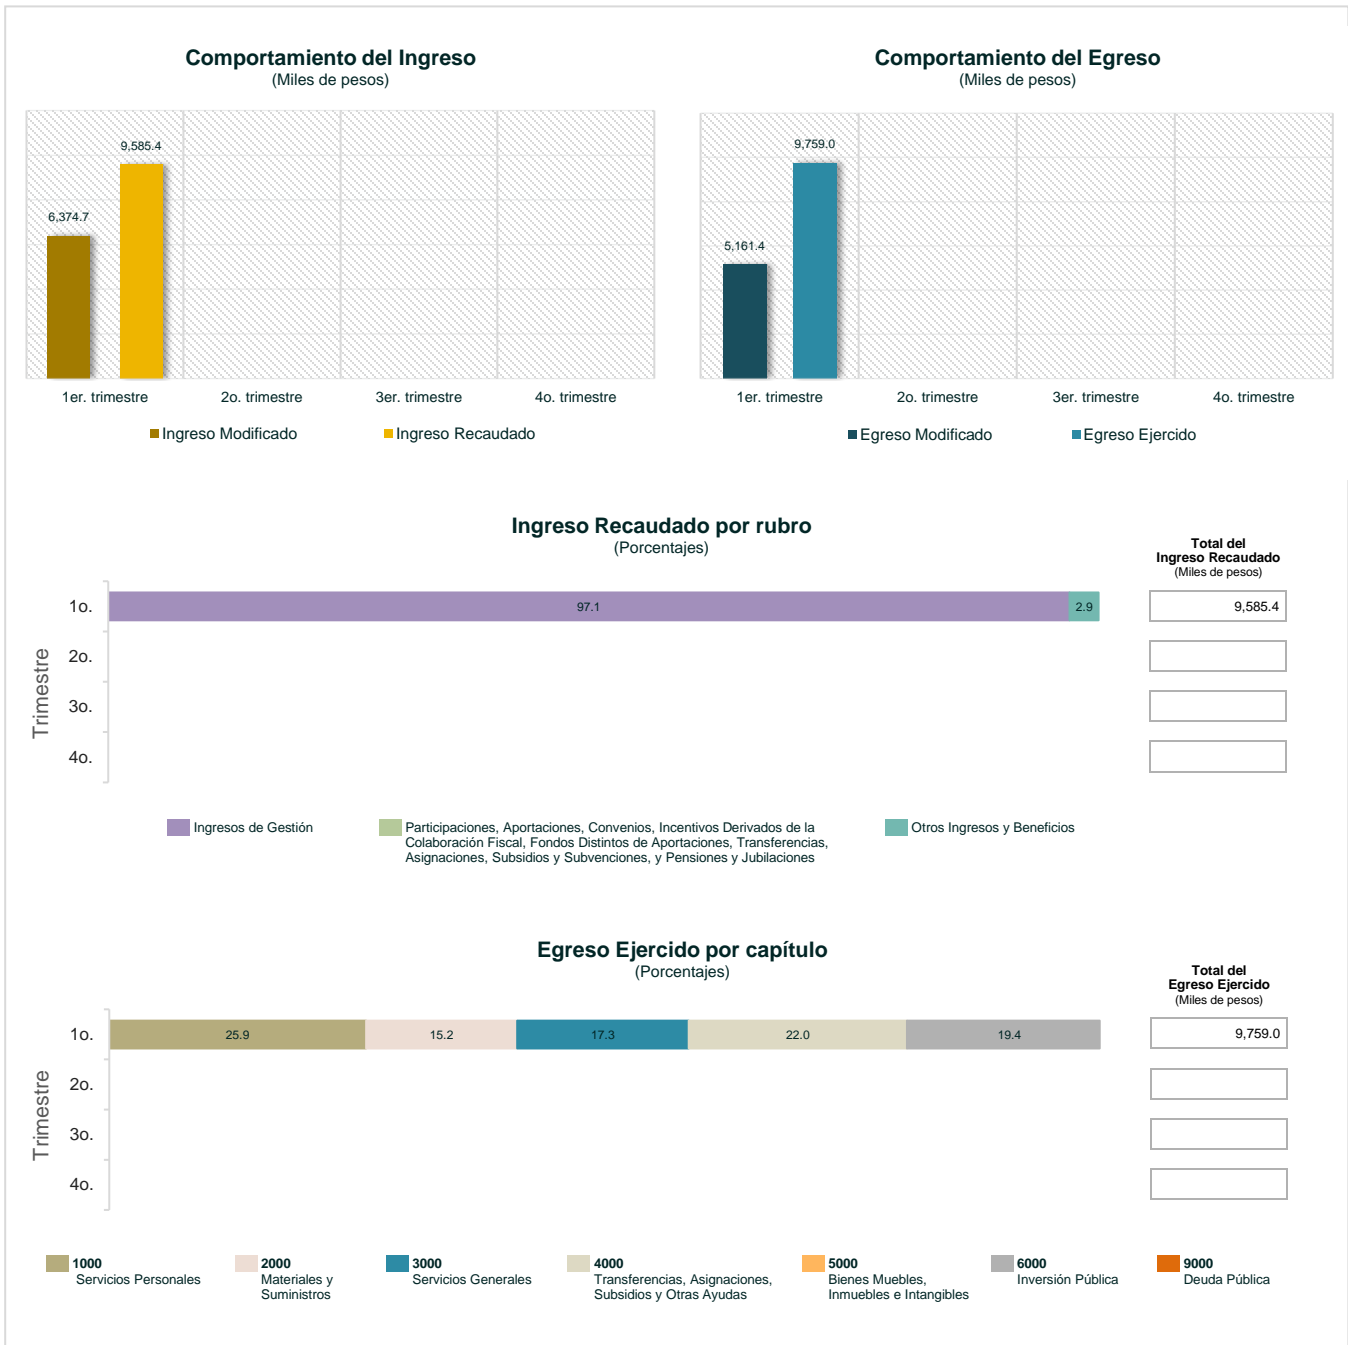 Comportamiento del Ingreso
(Miles de pesos)
9,585.4
6,374.7
1er. trimestre
2o. trimestre
3er. trimestre
4o. trimestre
Ingreso Modificado
Ingreso Recaudado
Comportamiento del Egreso
(Miles de pesos)
9,759.0
5,161.4
1er. trimestre
2o. trimestre
3er. trimestre
4o. trimestre
Egreso Modificado
Egreso Ejercido
Ingreso Recaudado por rubro
(Porcentajes)
Total del
Ingreso Recaudado
(Miles de pesos)
Trimestre
1o.
97.1
2.9
9,585.4
2o.
3o.
4o.
Ingresos de Gestión
Participaciones, Aportaciones, Convenios, Incentivos Derivados de la
Colaboración Fiscal, Fondos Distintos de Aportaciones, Transferencias,
Asignaciones, Subsidios y Subvenciones, y Pensiones y Jubilaciones
Otros Ingresos y Beneficios
Egreso Ejercido por capítulo
(Porcentajes)
Total del
Egreso Ejercido
(Miles de pesos)
Trimestre
1o.
25.9
15.2
17.3
22.0
19.4
9,759.0
2o.
3o.
4o.
1000
Servicios Personales
2000
Materiales y
Suministros
3000
Servicios Generales
4000
Transferencias, Asignaciones,
Subsidios y Otras Ayudas
5000
Bienes Muebles,
Inmuebles e Intangibles
6000
Inversión Pública
9000
Deuda Pública